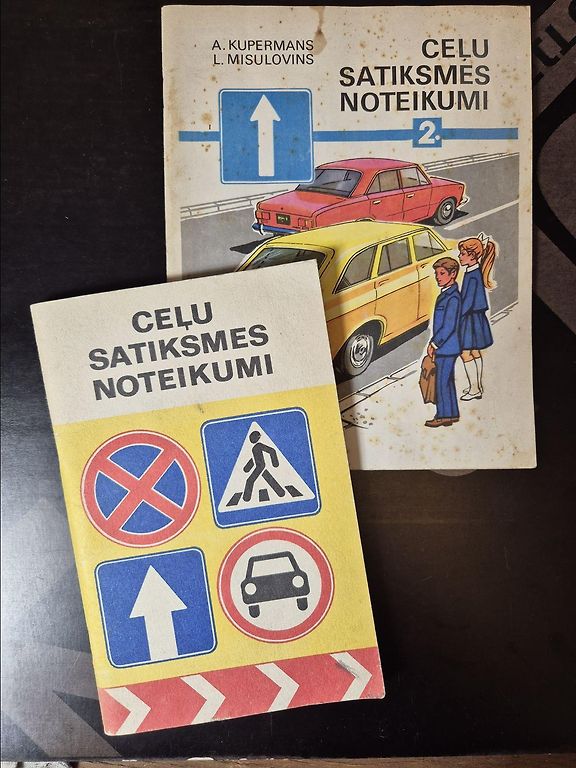 A. KUPERMANS
L. MISULOVINS
CEĻU
SATIKSMES
NOTEIKUMI
2.
CEĻU
SATIKSMES
NOTEIKUMI